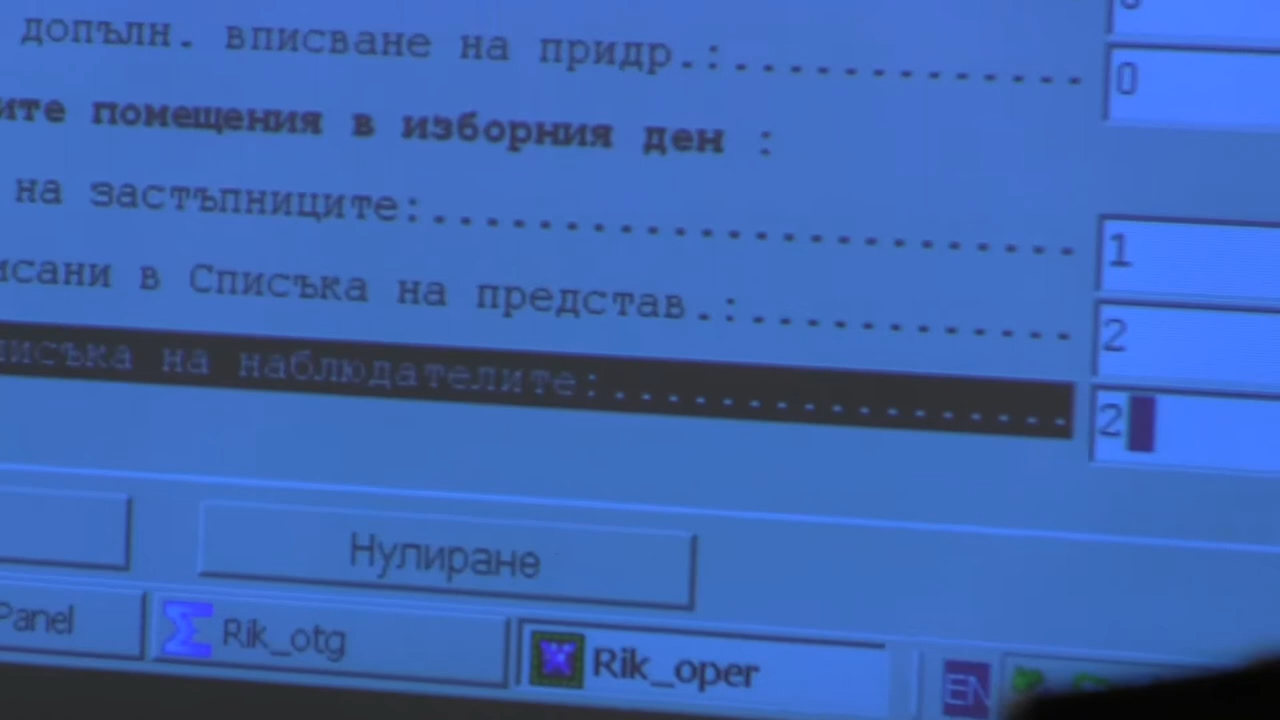 допълн. вписване на придр.:.......................... 0
ите помещения в изборния ден :
на застъпниците:........................ 1
исани в Списъка на представ.:............ 2
писъка на наблюдателите:................. 2
Нулиране
Panel Rik_otg Rik_oper EN